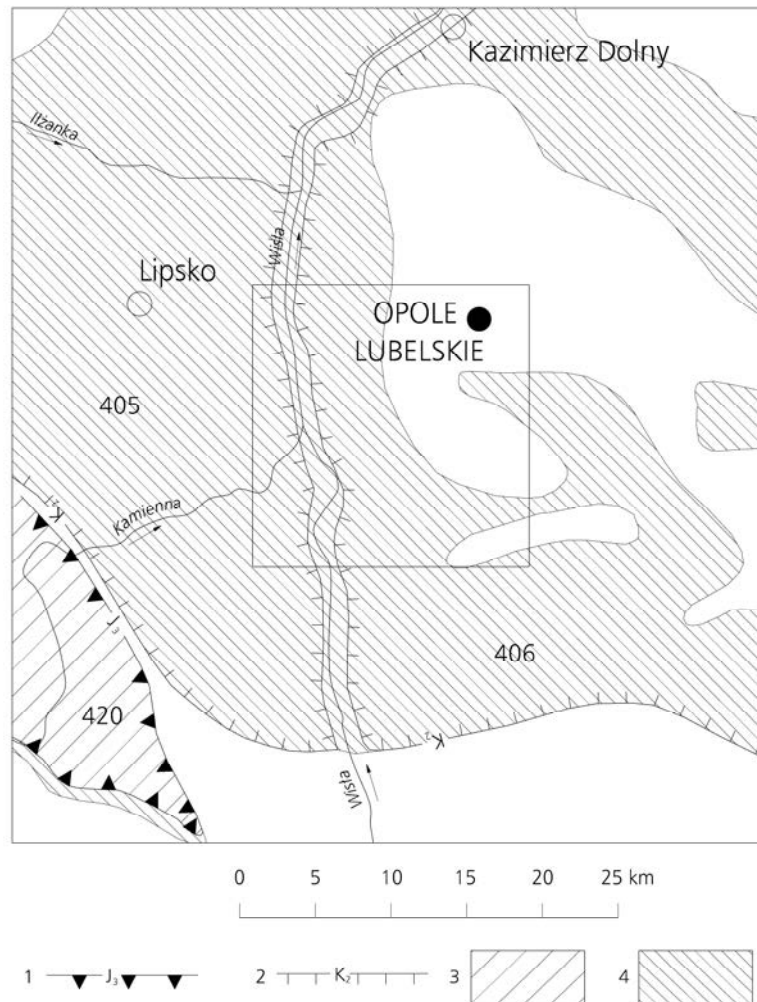 Kazimierz Dolny
Iłżanka
Wisła
Lipsko
OPOLE
LUBELSKIE
405
Kamienna
K₂
J₃
406
420
K₂
Wisła
0 5 10 15 20 25 km
1 J₃ 2 K₂ 3 4